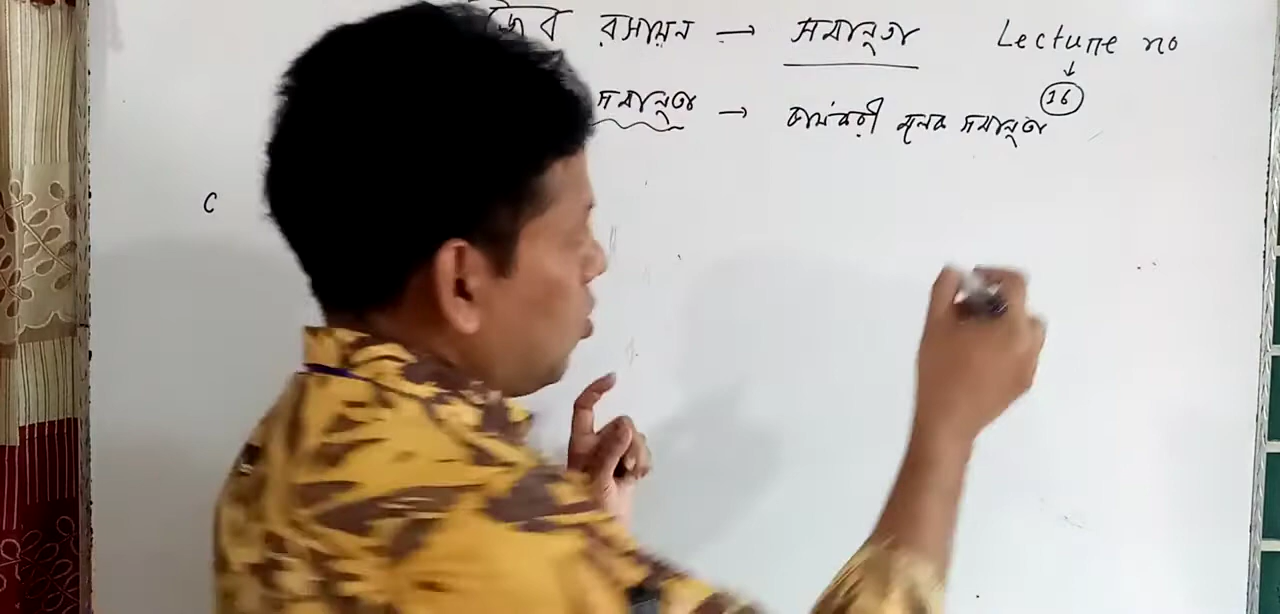 জৈব রসায়ন → সমানুতা Lecture no
↓
16
সমানুতা → কার্যকরী মূলক সমানুতা
C